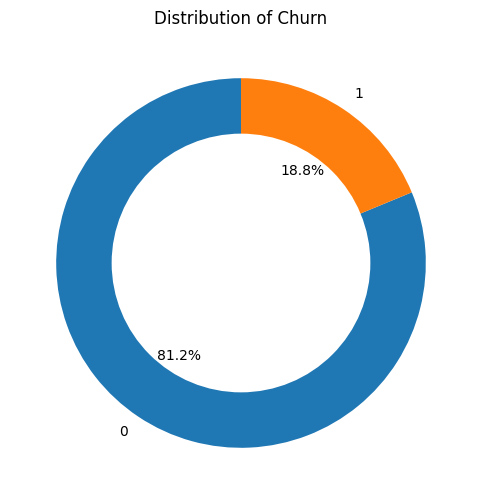 Distribution of Churn
1
18.8%
81.2%
0